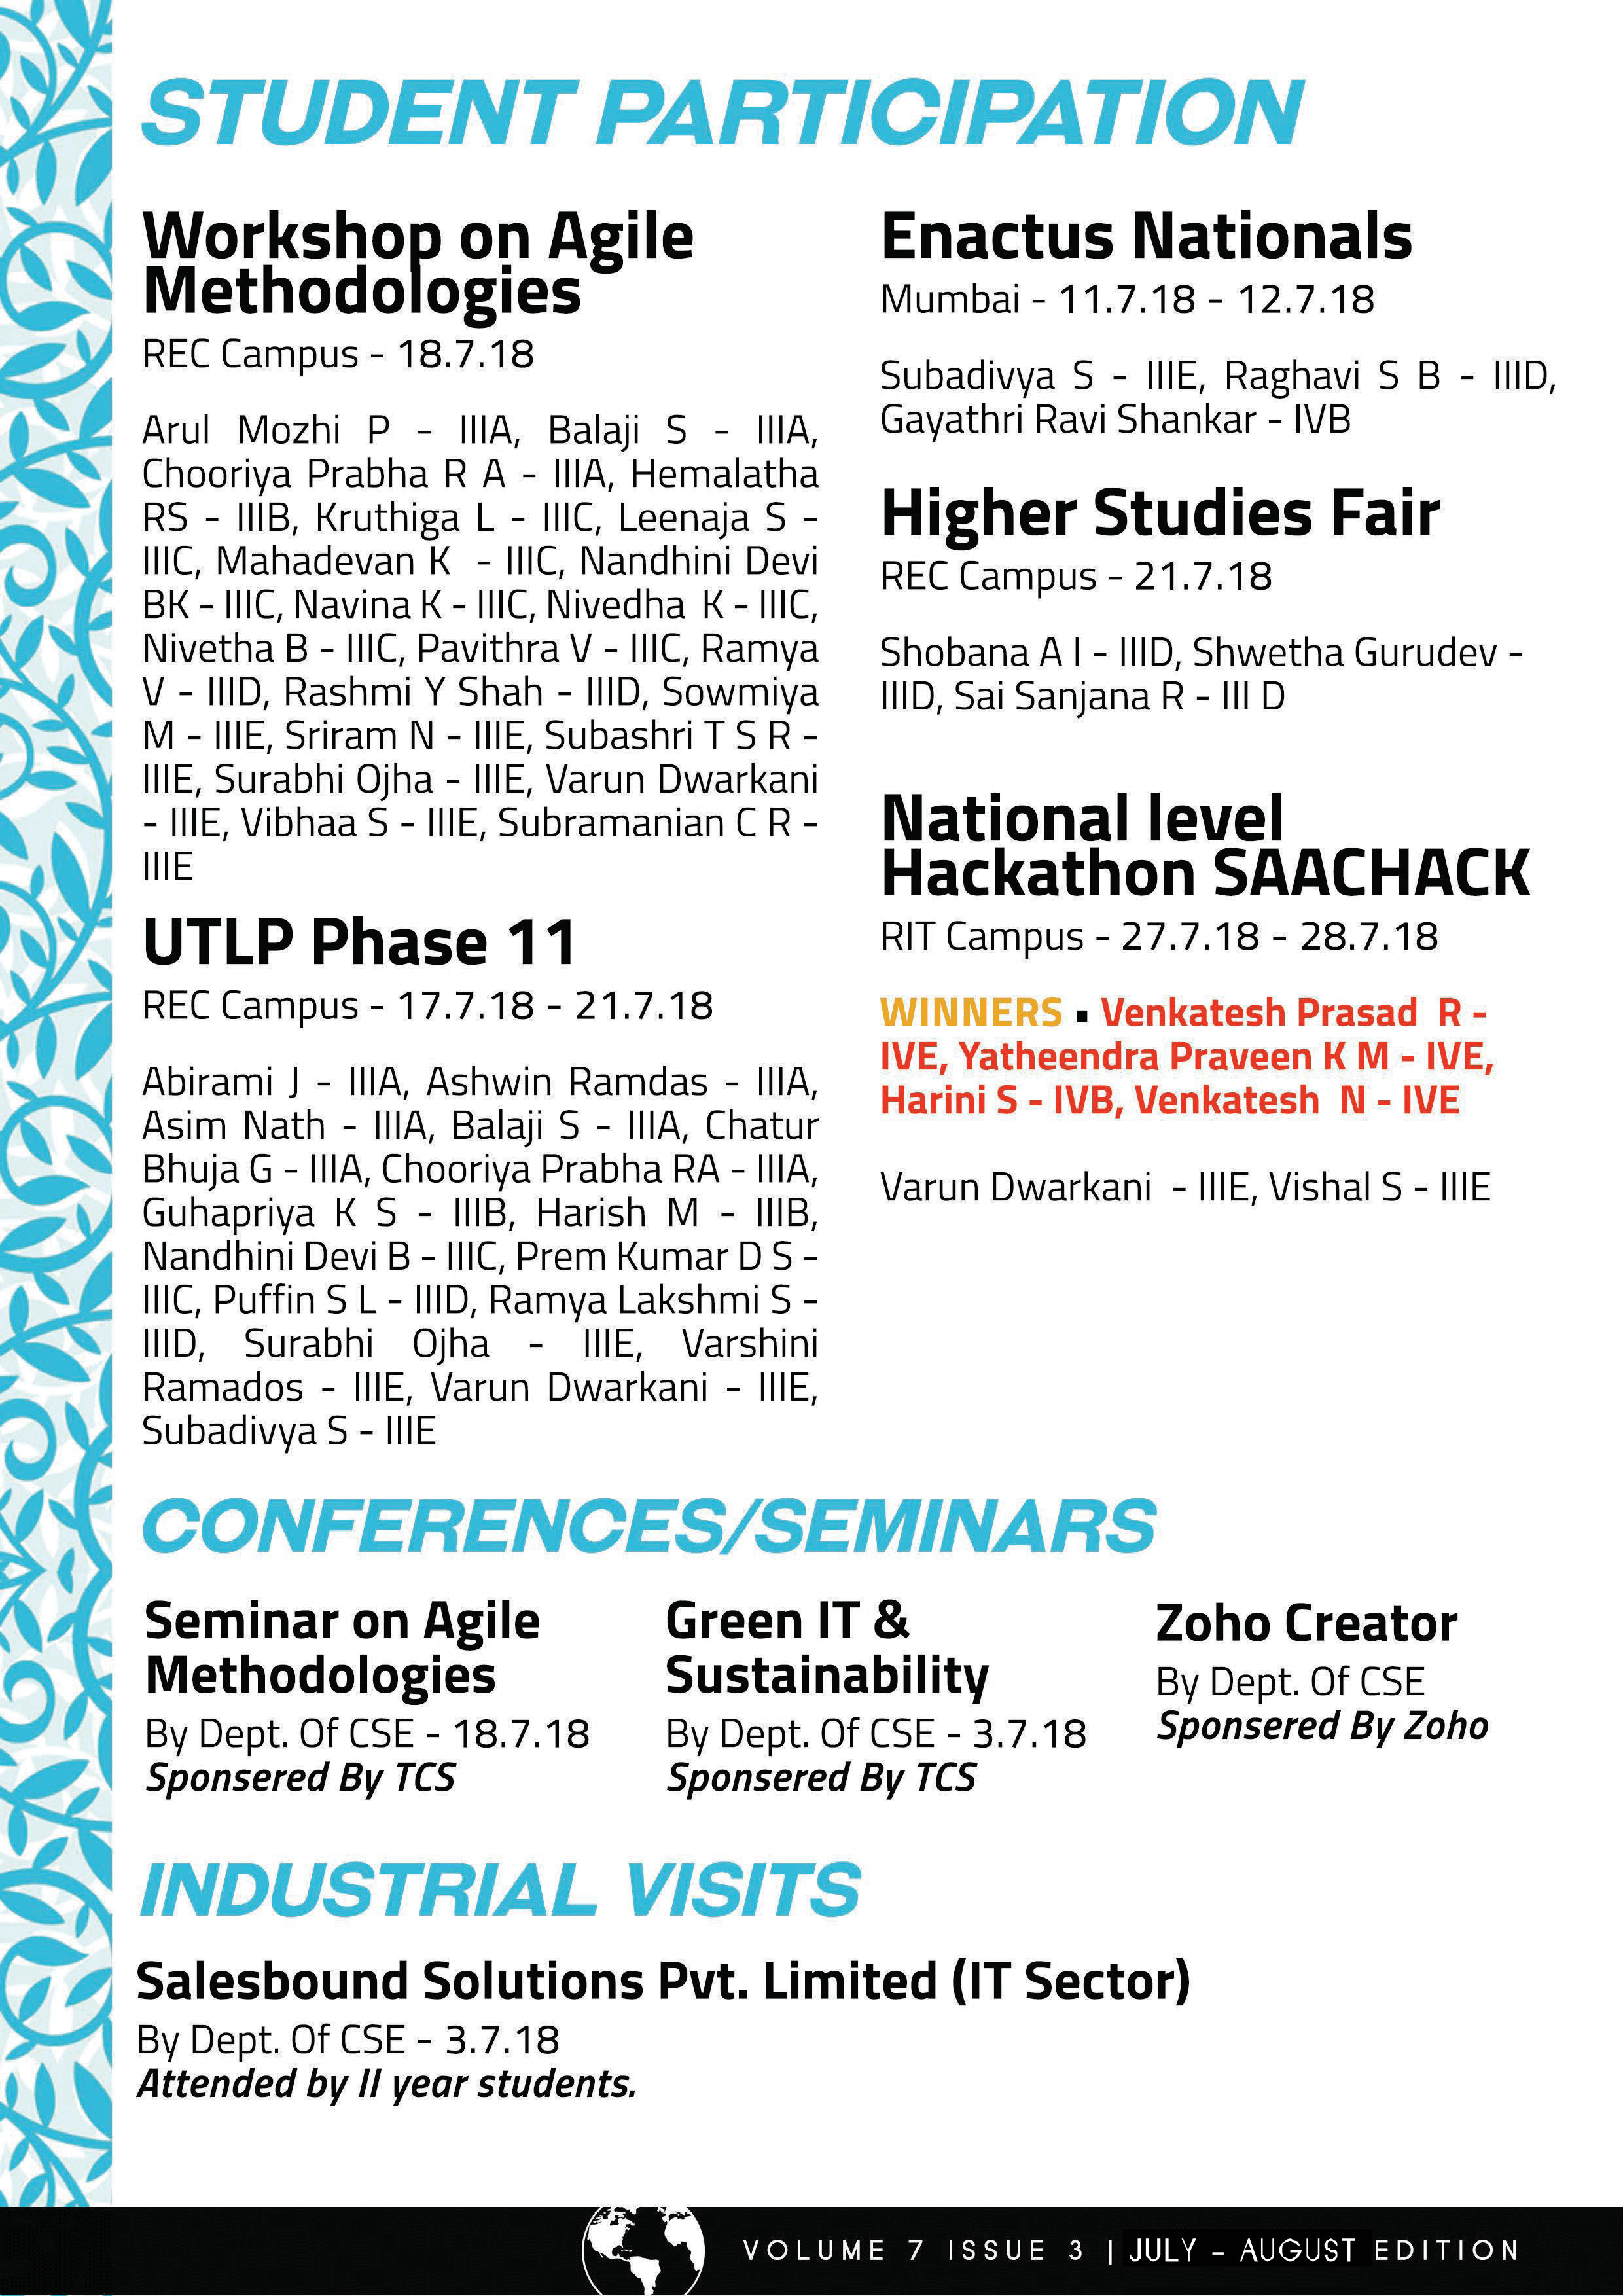 STUDENT PARTICIPATION
Workshop on Agile
Methodologies
REC Campus - 18.7.18
Arul Mozhi P - IIIA, Balaji S - IIIA,
Chooriya Prabha R A - IIIA, Hemalatha
RS - IIIB, Kruthiga L - IIIC, Leenaja S -
IIIC, Mahadevan K - IIIC, Nandhini Devi
BK - IIIC, Navina K - IIIC, Nivedha K - IIIC,
Nivetha B - IIIC, Pavithra V - IIIC, Ramya
V - IIID, Rashmi Y Shah - IIID, Sowmiya
M - IIIE, Sriram N - IIIE, Subashri T S R -
IIIE, Surabhi Ojha - IIIE, Varun Dwarkani
- IIIE, Vibhaa S - IIIE, Subramanian C R -
IIIE
UTLP Phase 11
REC Campus - 17.7.18 - 21.7.18
Abirami J - IIIA, Ashwin Ramdas - IIIA,
Asim Nath - IIIA, Balaji S - IIIA, Chatur
Bhuja G - IIIA, Chooriya Prabha RA - IIIA,
Guhapriya K S - IIIB, Harish M - IIIB,
Nandhini Devi B - IIIC, Prem Kumar D S -
IIIC, Puffin S L - IIID, Ramya Lakshmi S -
IIID, Surabhi Ojha - IIIE, Varshini
Ramados - IIIE, Varun Dwarkani - IIIE,
Subadivya S - IIIE
Enactus Nationals
Mumbai - 11.7.18 - 12.7.18
Subadivya S - IIIE, Raghavi S B - IIID,
Gayathri Ravi Shankar - IVB
Higher Studies Fair
REC Campus - 21.7.18
Shobana A I - IIID, Shwetha Gurudev -
IIID, Sai Sanjana R - III D
National level
Hackathon SAACHACK
RIT Campus - 27.7.18 - 28.7.18
WINNERS ▪ Venkatesh Prasad R -
IVE, Yatheendra Praveen K M - IVE,
Harini S - IVB, Venkatesh N - IVE
Varun Dwarkani - IIIE, Vishal S - IIIE
CONFERENCES/SEMINARS
Seminar on Agile
Methodologies
By Dept. Of CSE - 18.7.18
Sponsered By TCS
Green IT &
Sustainability
By Dept. Of CSE - 3.7.18
Sponsered By TCS
Zoho Creator
By Dept. Of CSE
Sponsered By Zoho
INDUSTRIAL VISITS
Salesbound Solutions Pvt. Limited (IT Sector)
By Dept. Of CSE - 3.7.18
Attended by II year students.
VOLUME 7 ISSUE 3 | JULY - AUGUST EDITION